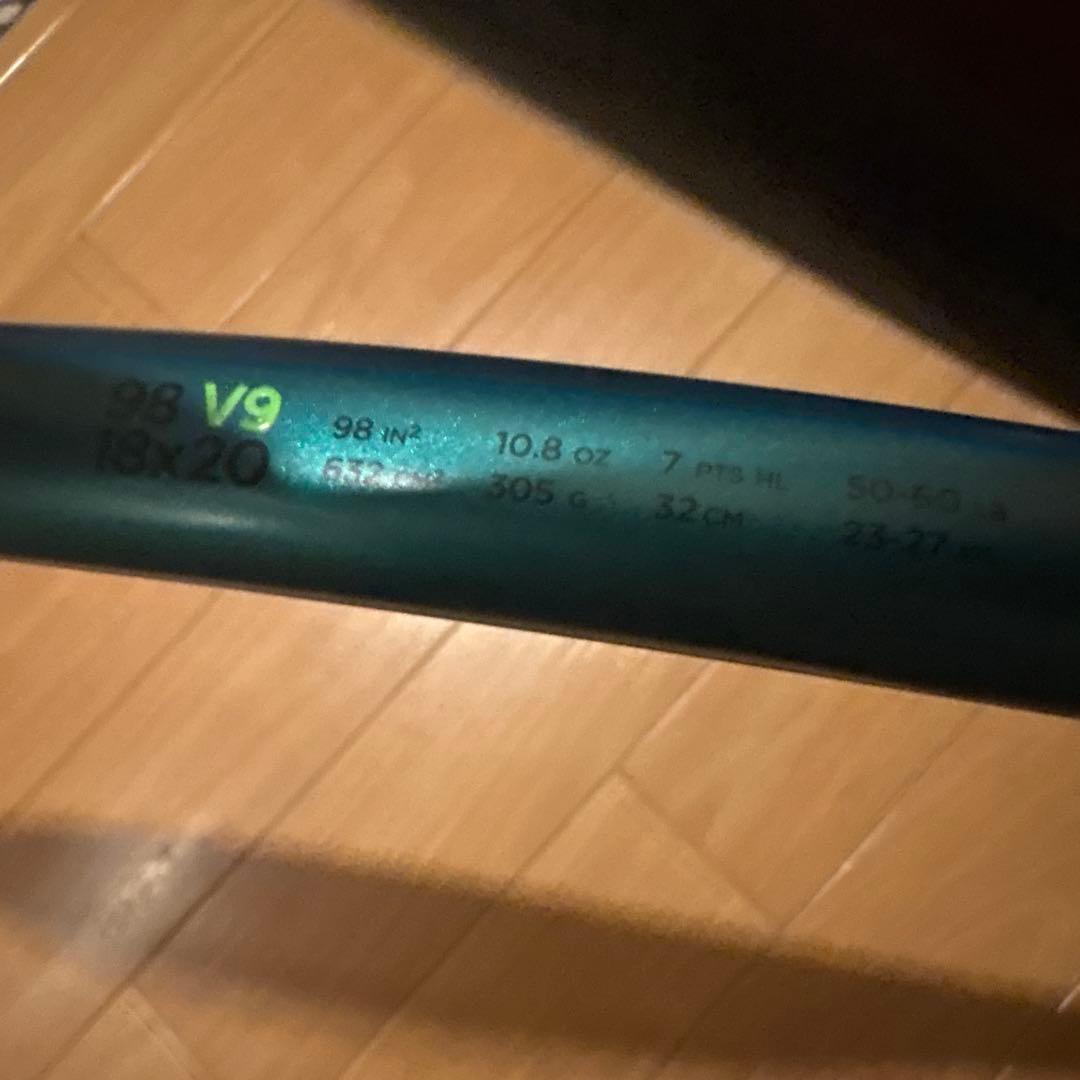 98 V9
18x20
98 IN²
632 CM²
10.8 OZ
305 G
7 PTS HL
32 CM
50-60
23-27